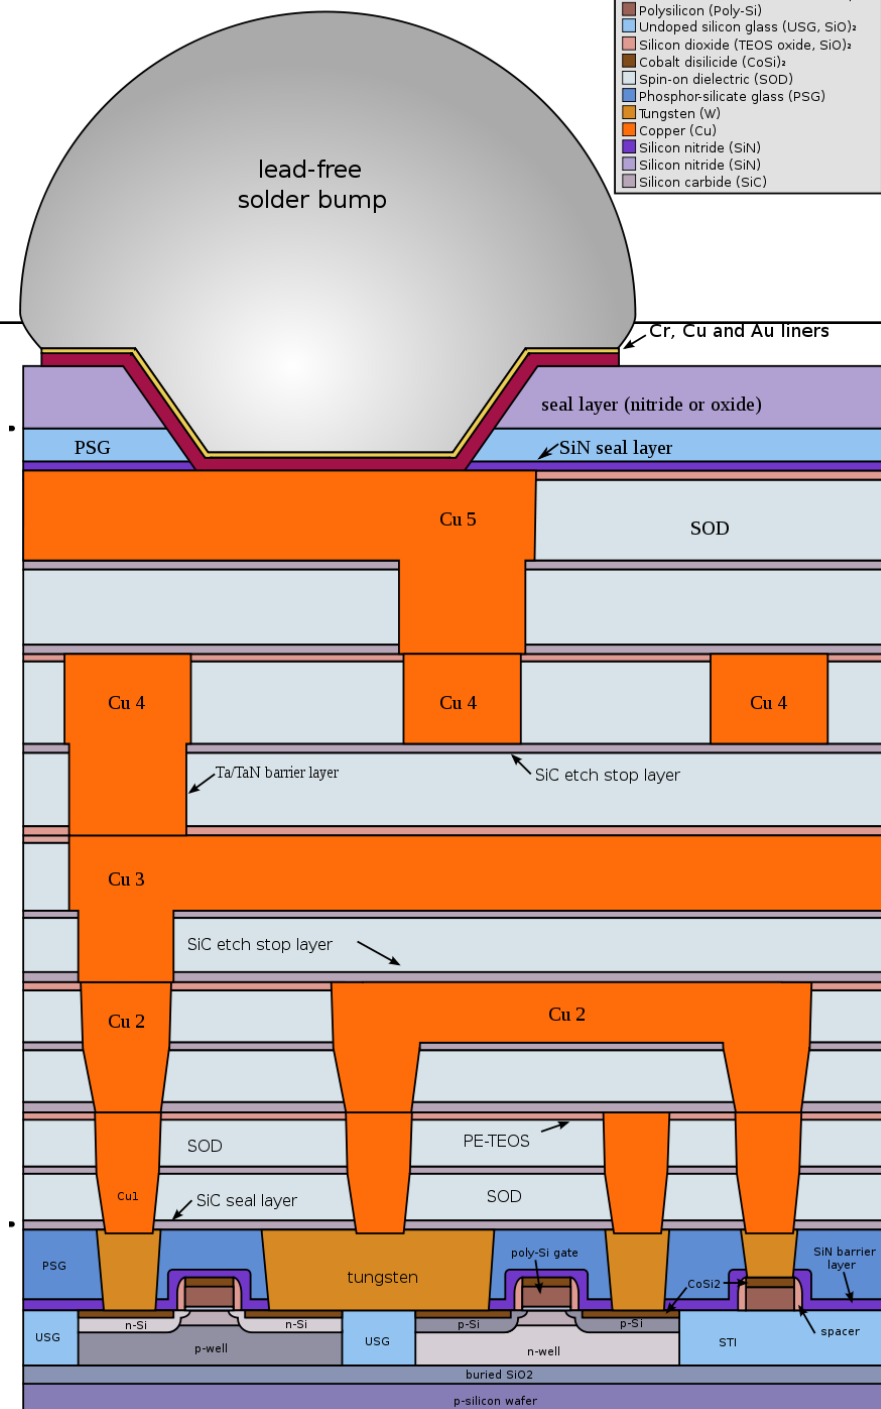 Polysilicon (Poly-Si)
Undoped silicon glass (USG, SiO)₂
Silicon dioxide (TEOS oxide, SiO)₂
Cobalt disilicide (CoSi)₂
Spin-on dielectric (SOD)
Phosphor-silicate glass (PSG)
Tungsten (W)
Copper (Cu)
Silicon nitride (SiN)
Silicon nitride (SiN)
Silicon carbide (SiC)
lead-free
solder bump
Cr, Cu and Au liners
seal layer (nitride or oxide)
PSG
SiN seal layer
Cu 5
SOD
Cu 4
Cu 4
Cu 4
Ta/TaN barrier layer
SiC etch stop layer
Cu 3
SiC etch stop layer
Cu 2
Cu 2
SOD
PE-TEOS
Cu1
SiC seal layer
SOD
PSG
tungsten
poly-Si gate
SiN barrier
layer
CoSi2
n-Si
n-Si
p-Si
p-Si
spacer
USG
p-well
USG
n-well
STI
buried SiO2
p-silicon wafer